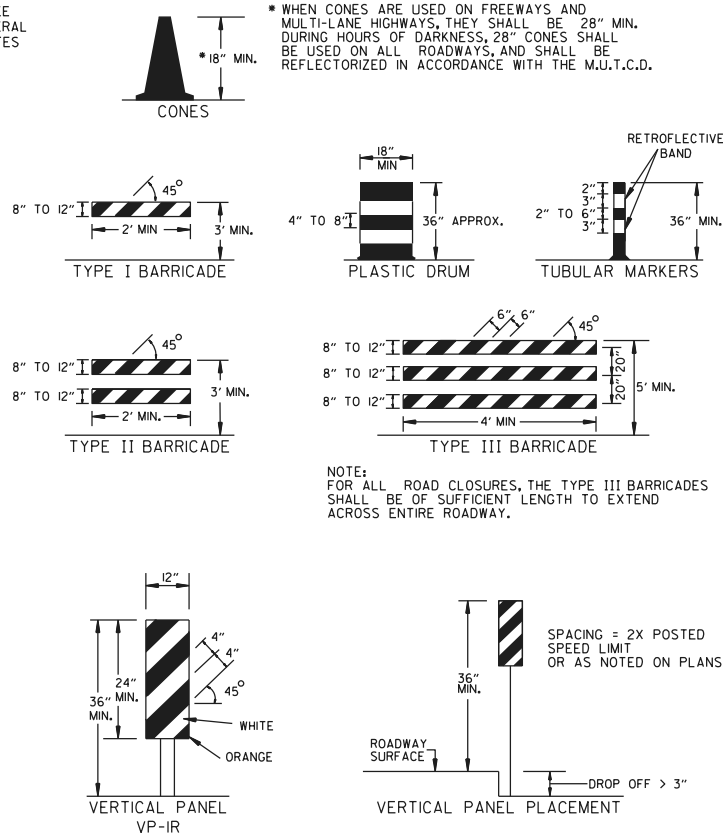 * WHEN CONES ARE USED ON FREEWAYS AND
MULTI-LANE HIGHWAYS, THEY SHALL BE 28" MIN.
DURING HOURS OF DARKNESS, 28" CONES SHALL
BE USED ON ALL ROADWAYS, AND SHALL BE
REFLECTORIZED IN ACCORDANCE WITH THE M.U.T.C.D.
* 18" MIN.
CONES
45°
8" TO 12"
2' MIN
3' MIN.
TYPE I BARRICADE
18"
MIN
4" TO 8"
36" APPROX.
PLASTIC DRUM
RETROFLECTIVE
BAND
2"
3"
2" TO 6"
3"
36" MIN.
TUBULAR MARKERS
45°
8" TO 12"
8" TO 12"
2' MIN.
3' MIN.
TYPE II BARRICADE
6" 6"
45°
8" TO 12"
8" TO 12"
8" TO 12"
20"
20"
5' MIN.
4' MIN
TYPE III BARRICADE
NOTE:
FOR ALL ROAD CLOSURES, THE TYPE III BARRICADES
SHALL BE OF SUFFICIENT LENGTH TO EXTEND
ACROSS ENTIRE ROADWAY.
12"
4"
4"
45°
24"
MIN.
36"
MIN.
WHITE
ORANGE
VERTICAL PANEL
VP-IR
36"
MIN.
SPACING = 2X POSTED
SPEED LIMIT
OR AS NOTED ON PLANS
ROADWAY
SURFACE
DROP OFF > 3"
VERTICAL PANEL PLACEMENT